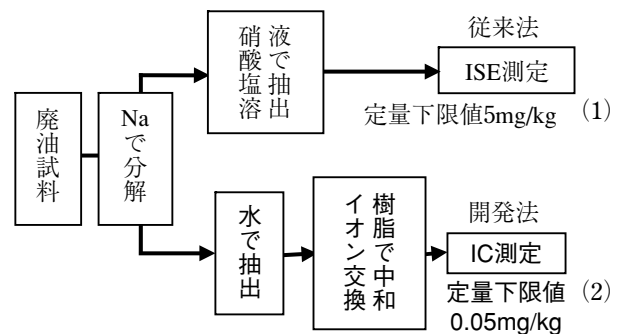 廃油試料
Naで分解
硝酸塩溶
液で抽出
従来法
ISE測定
定量下限値5mg/kg (1)
水で抽出
イオン交換
樹脂で中和
開発法
IC測定
定量下限値 (2)
0.05mg/kg